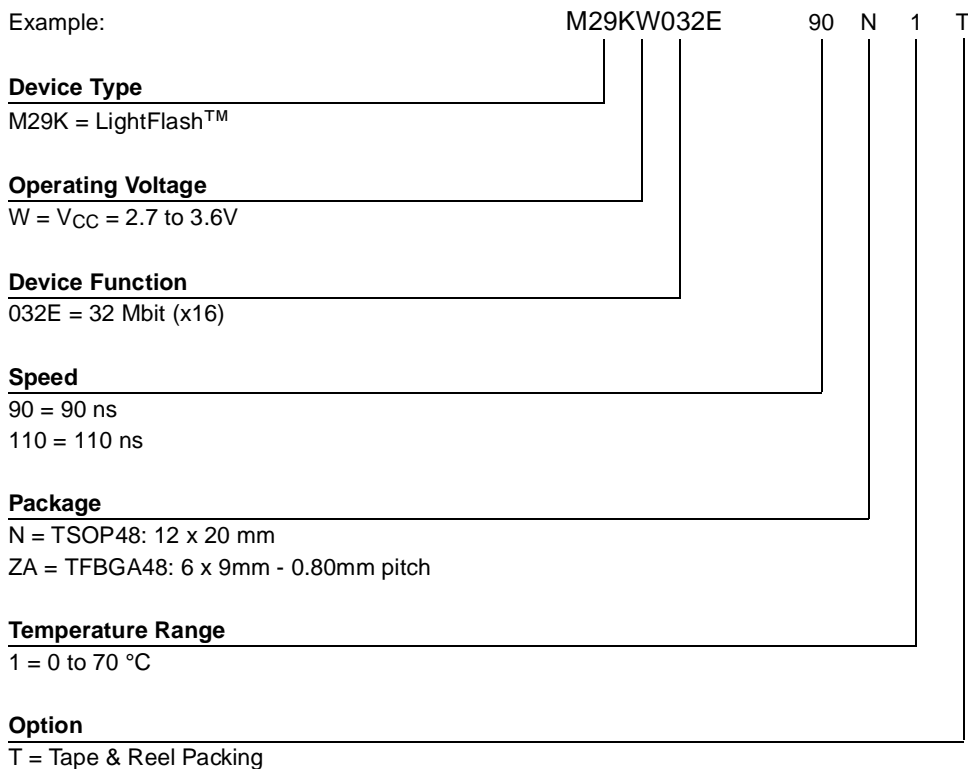 Example: M29KW032E 90 N 1 T
Device Type
M29K = LightFlash™
Operating Voltage
W = VCC = 2.7 to 3.6V
Device Function
032E = 32 Mbit (x16)
Speed
90 = 90 ns
110 = 110 ns
Package
N = TSOP48: 12 x 20 mm
ZA = TFBGA48: 6 x 9mm - 0.80mm pitch
Temperature Range
1 = 0 to 70 °C
Option
T = Tape & Reel Packing